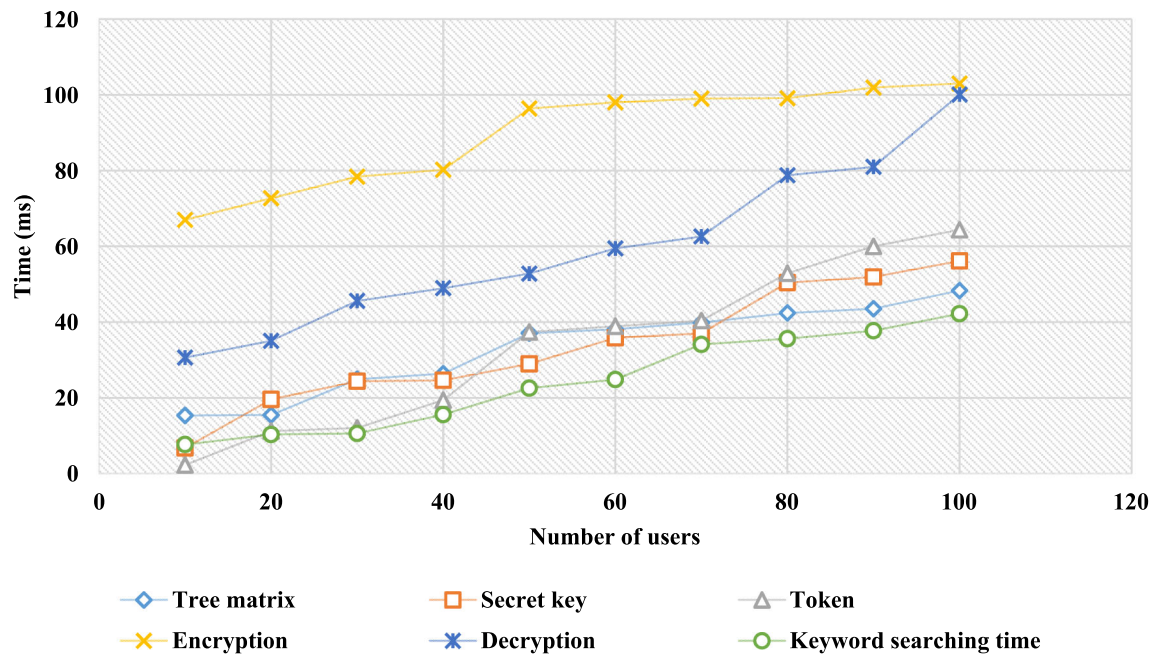 120
100
80
60
40
20
0
Time (ms)
0 20 40 60 80 100 120
Number of users
Tree matrix Secret key Token
Encryption Decryption Keyword searching time